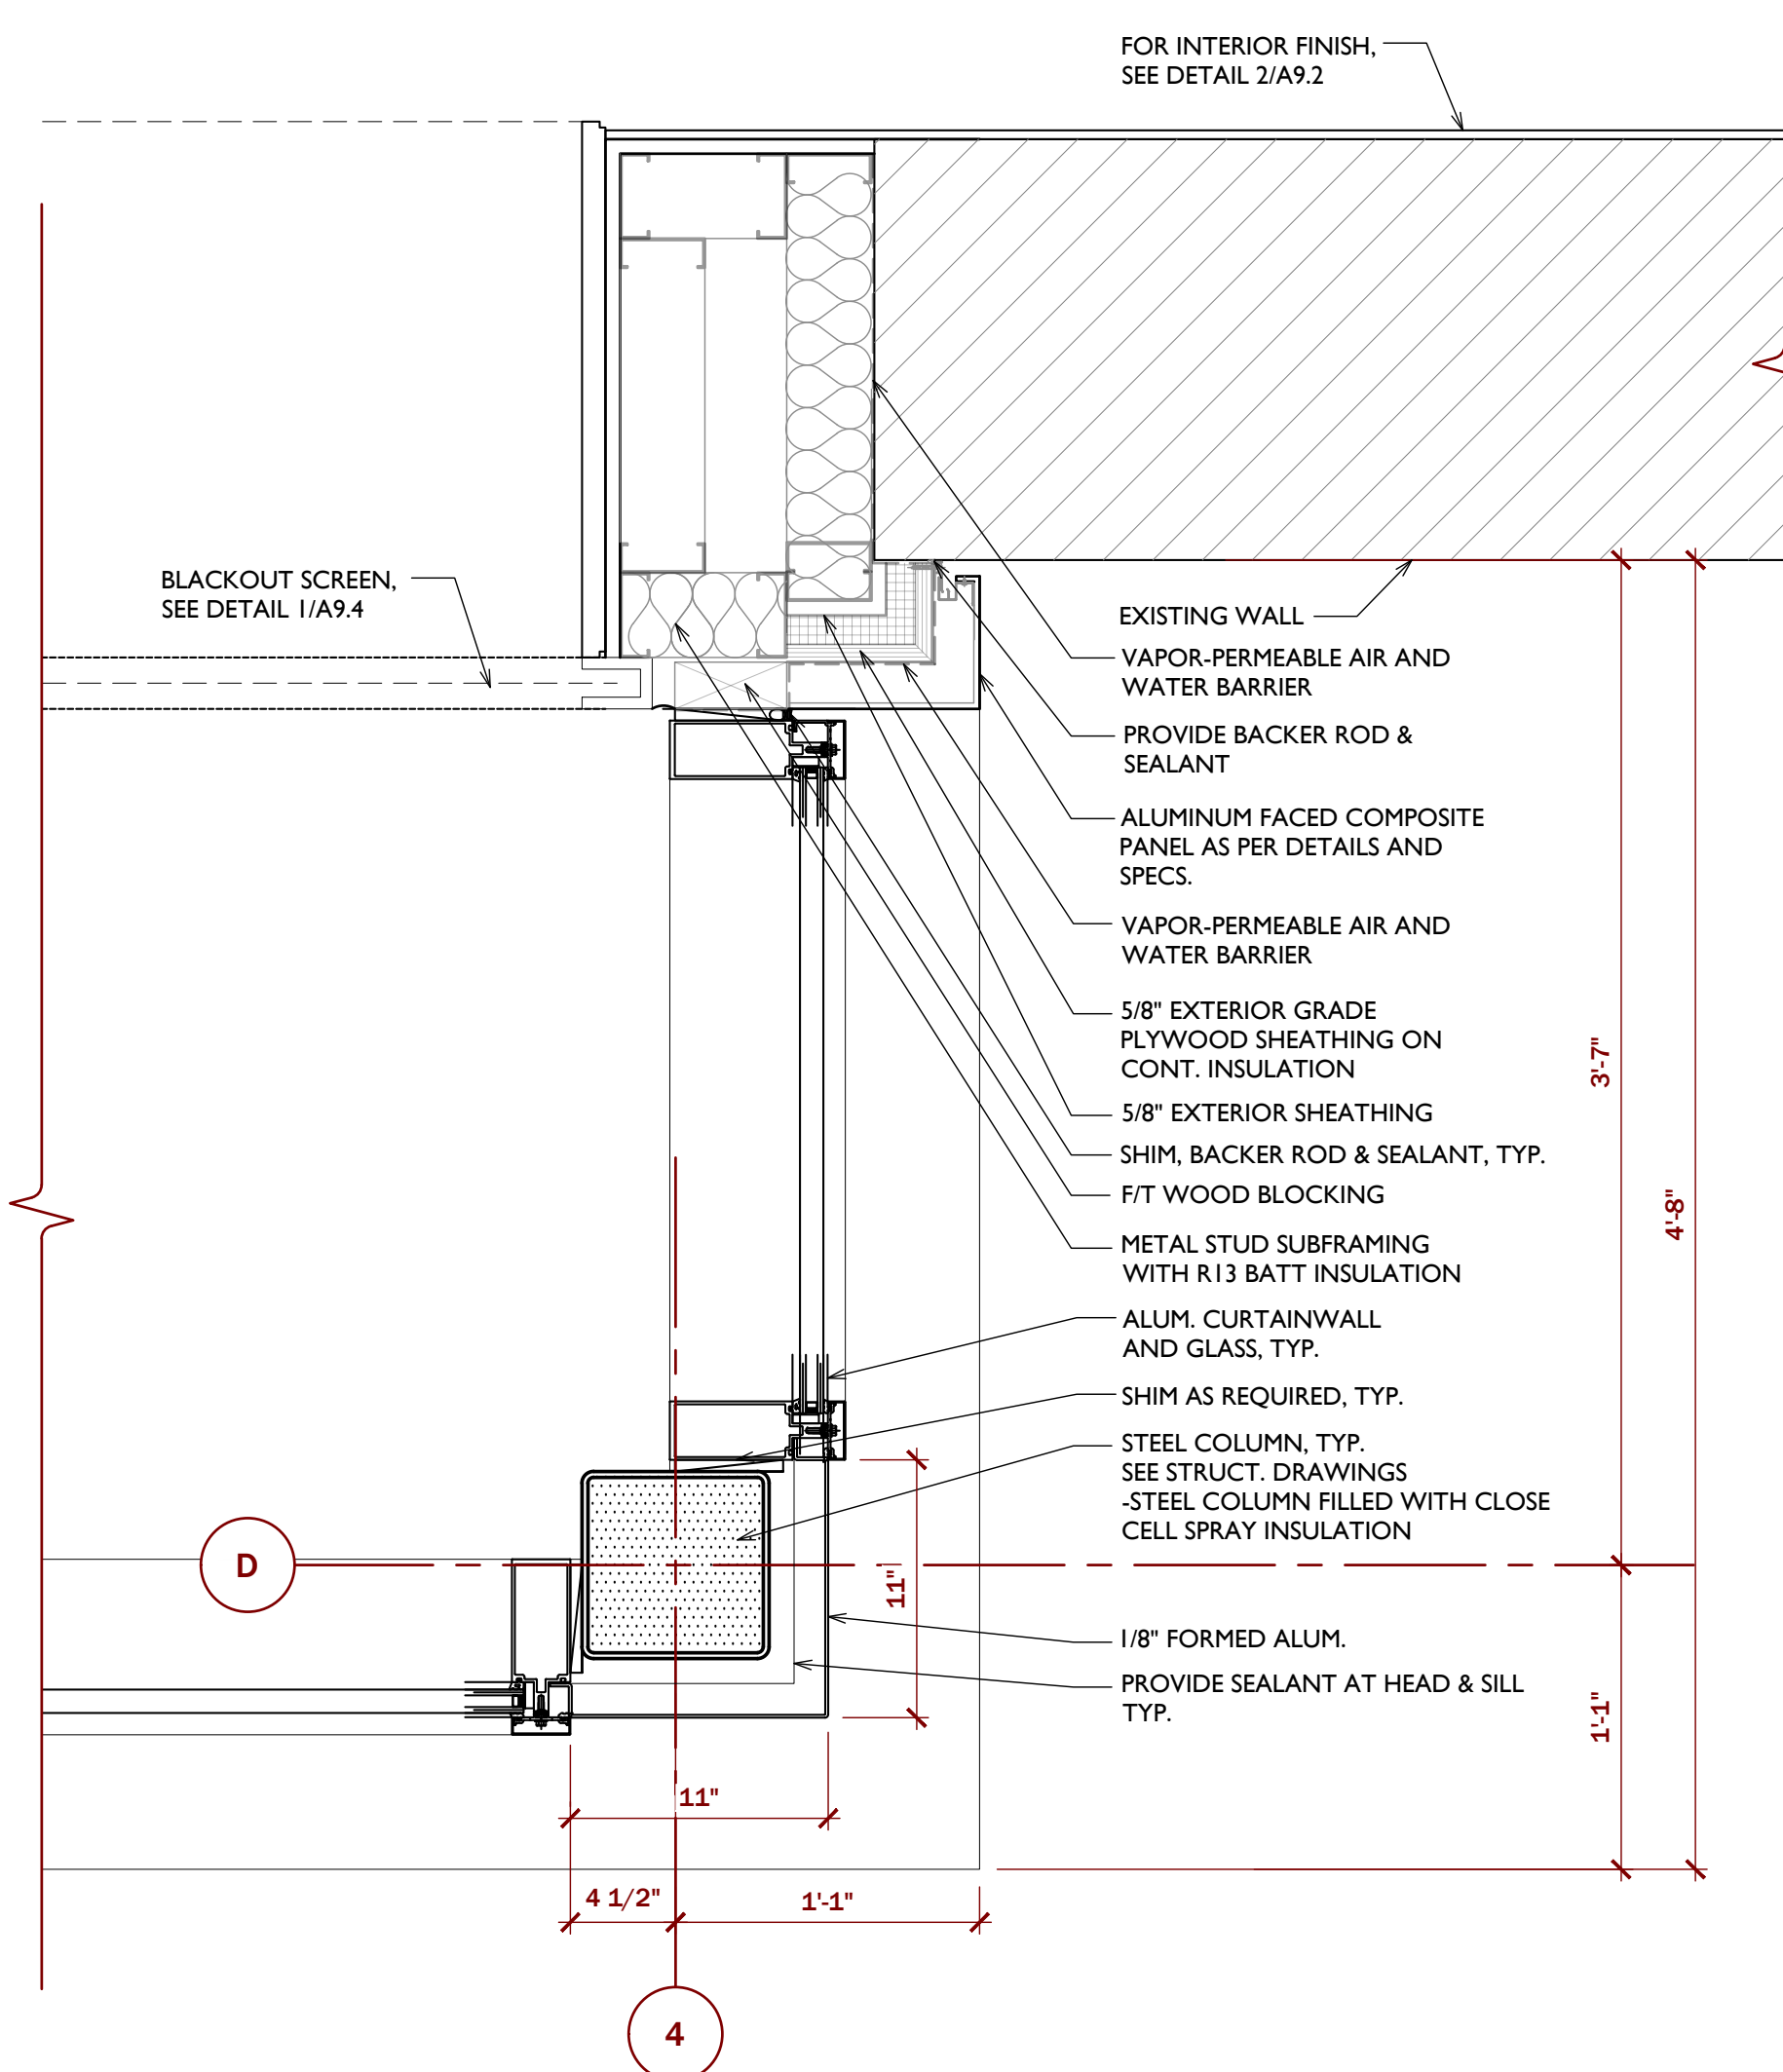 FOR INTERIOR FINISH,
SEE DETAIL 2/A9.2
BLACKOUT SCREEN,
SEE DETAIL 1/A9.4
EXISTING WALL
VAPOR-PERMEABLE AIR AND
WATER BARRIER
PROVIDE BACKER ROD &
SEALANT
ALUMINUM FACED COMPOSITE
PANEL AS PER DETAILS AND
SPECS.
VAPOR-PERMEABLE AIR AND
WATER BARRIER
5/8" EXTERIOR GRADE
PLYWOOD SHEATHING ON
CONT. INSULATION
5/8" EXTERIOR SHEATHING
SHIM, BACKER ROD & SEALANT, TYP.
F/T WOOD BLOCKING
METAL STUD SUBFRAMING
WITH R13 BATT INSULATION
ALUM. CURTAINWALL
AND GLASS, TYP.
SHIM AS REQUIRED, TYP.
STEEL COLUMN, TYP.
SEE STRUCT. DRAWINGS
-STEEL COLUMN FILLED WITH CLOSE
CELL SPRAY INSULATION
1/8" FORMED ALUM.
PROVIDE SEALANT AT HEAD & SILL
TYP.
3'-7"
4'-8"
1'-1"
11"
D
11"
4 1/2"
1'-1"
4